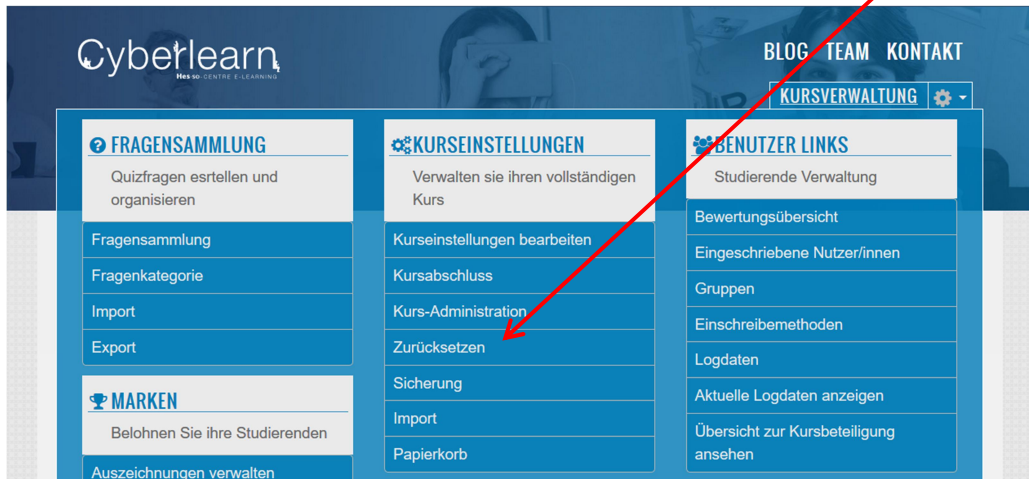 Cyberlearn
Hes·so CENTRE E-LEARNING
BLOG TEAM KONTAKT
KURSVERWALTUNG
FRAGENSAMMLUNG
Quizfragen esrtellen und
organisieren
Fragensammlung
Fragenkategorie
Import
Export
MARKEN
Belohnen Sie ihre Studierenden
Auszeichnungen verwalten
KURSEINSTELLUNGEN
Verwalten sie ihren vollständigen
Kurs
Kurseinstellungen bearbeiten
Kursabschluss
Kurs-Administration
Zurücksetzen
Sicherung
Import
Papierkorb
BENUTZER LINKS
Studierende Verwaltung
Bewertungsübersicht
Eingeschriebene Nutzer/innen
Gruppen
Einschreibemethoden
Logdaten
Aktuelle Logdaten anzeigen
Übersicht zur Kursbeteiligung
ansehen